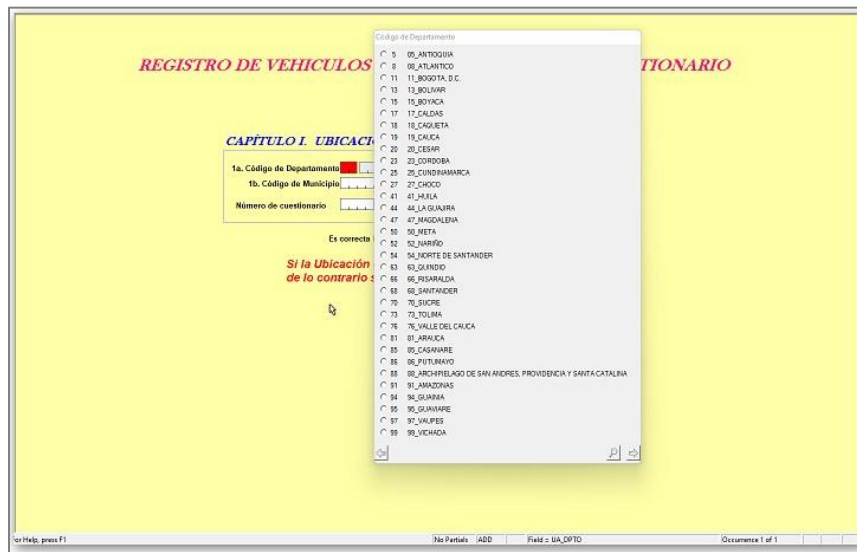 Código de Departamento
5 05_ANTIOQUIA
8 08_ATLANTICO
REGISTRO DE VEHICULOS TIONARIO
11 11_BOGOTA, D.C.
13 13_BOLIVAR
15 15_BOYACA
17 17_CALDAS
18 18_CAQUETA
19 19_CAUCA
CAPÍTULO I. UBICACI
20 20_CESAR
23 23_CORDOBA
1a. Código de Departamento
25 25_CUNDINAMARCA
1b. Código de Municipio
27 27_CHOCO
41 41_HUILA
Número de cuestionario
44 44_LA GUAJIRA
47 47_MAGDALENA
50 50_META
Es correcta
52 52_NARIÑO
54 54_NORTE DE SANTANDER
Si la Ubicación
63 63_QUINDIO
de lo contrario s
66 66_RISARALDA
68 68_SANTANDER
70 70_SUCRE
73 73_TOLIMA
76 76_VALLE DEL CAUCA
81 81_ARAUCA
85 85_CASANARE
86 86_PUTUMAYO
88 88_ARCHIPIELAGO DE SAN ANDRES, PROVIDENCIA Y SANTA CATALINA
91 91_AMAZONAS
94 94_GUAINIA
95 95_GUAVIARE
97 97_VAUPES
99 99_VICHADA
or Help, press F1 No Partials ADD Field = UA_DPTO Occurrence 1 of 1